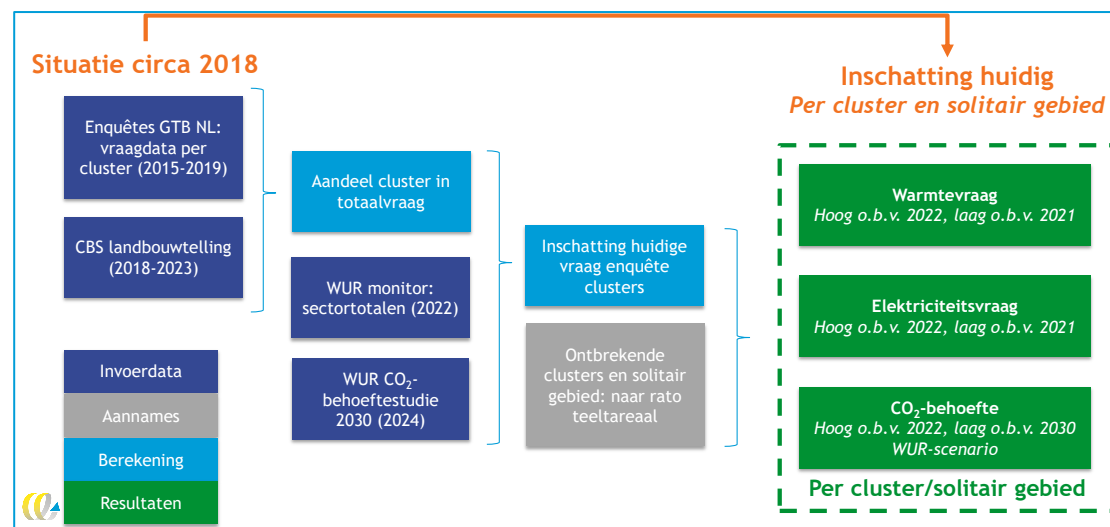 Situatie circa 2018
Enquêtes GTB NL:
vraagdata per
cluster (2015-2019)
CBS landbouwtelling
(2018-2023)
Invoerdata
Aannames
Berekening
Resultaten
Aandeel cluster in
totaalvraag
WUR monitor:
sectortotalen (2022)
WUR CO₂-
behoeftestudie
2030 (2024)
Inschatting huidige
vraag enquête
clusters
Ontbrekende
clusters en solitair
gebied: naar rato
teeltareaal
Inschatting huidig
Per cluster en solitair gebied
Warmtevraag
Hoog o.b.v. 2022, laag o.b.v. 2021
Elektriciteitsvraag
Hoog o.b.v. 2022, laag o.b.v. 2021
CO₂-behoefte
Hoog o.b.v. 2022, laag o.b.v. 2030
WUR-scenario
Per cluster/solitair gebied